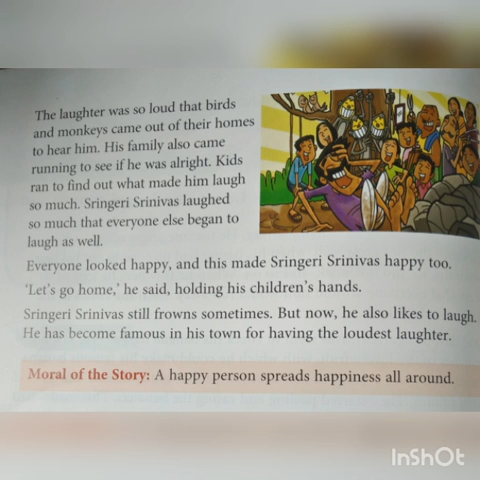 The laughter was so loud that birds
and monkeys came out of their homes
to hear him. His family also came
running to see if he was alright. Kids
ran to find out what made him laugh
so much. Sringeri Srinivas laughed
so much that everyone else began to
laugh as well.
Everyone looked happy, and this made Sringeri Srinivas happy too.
‘Let’s go home,’ he said, holding his children’s hands.
Sringeri Srinivas still frowns sometimes. But now, he also likes to laugh.
He has become famous in his town for having the loudest laughter.
Moral of the Story: A happy person spreads happiness all around.
InShOt